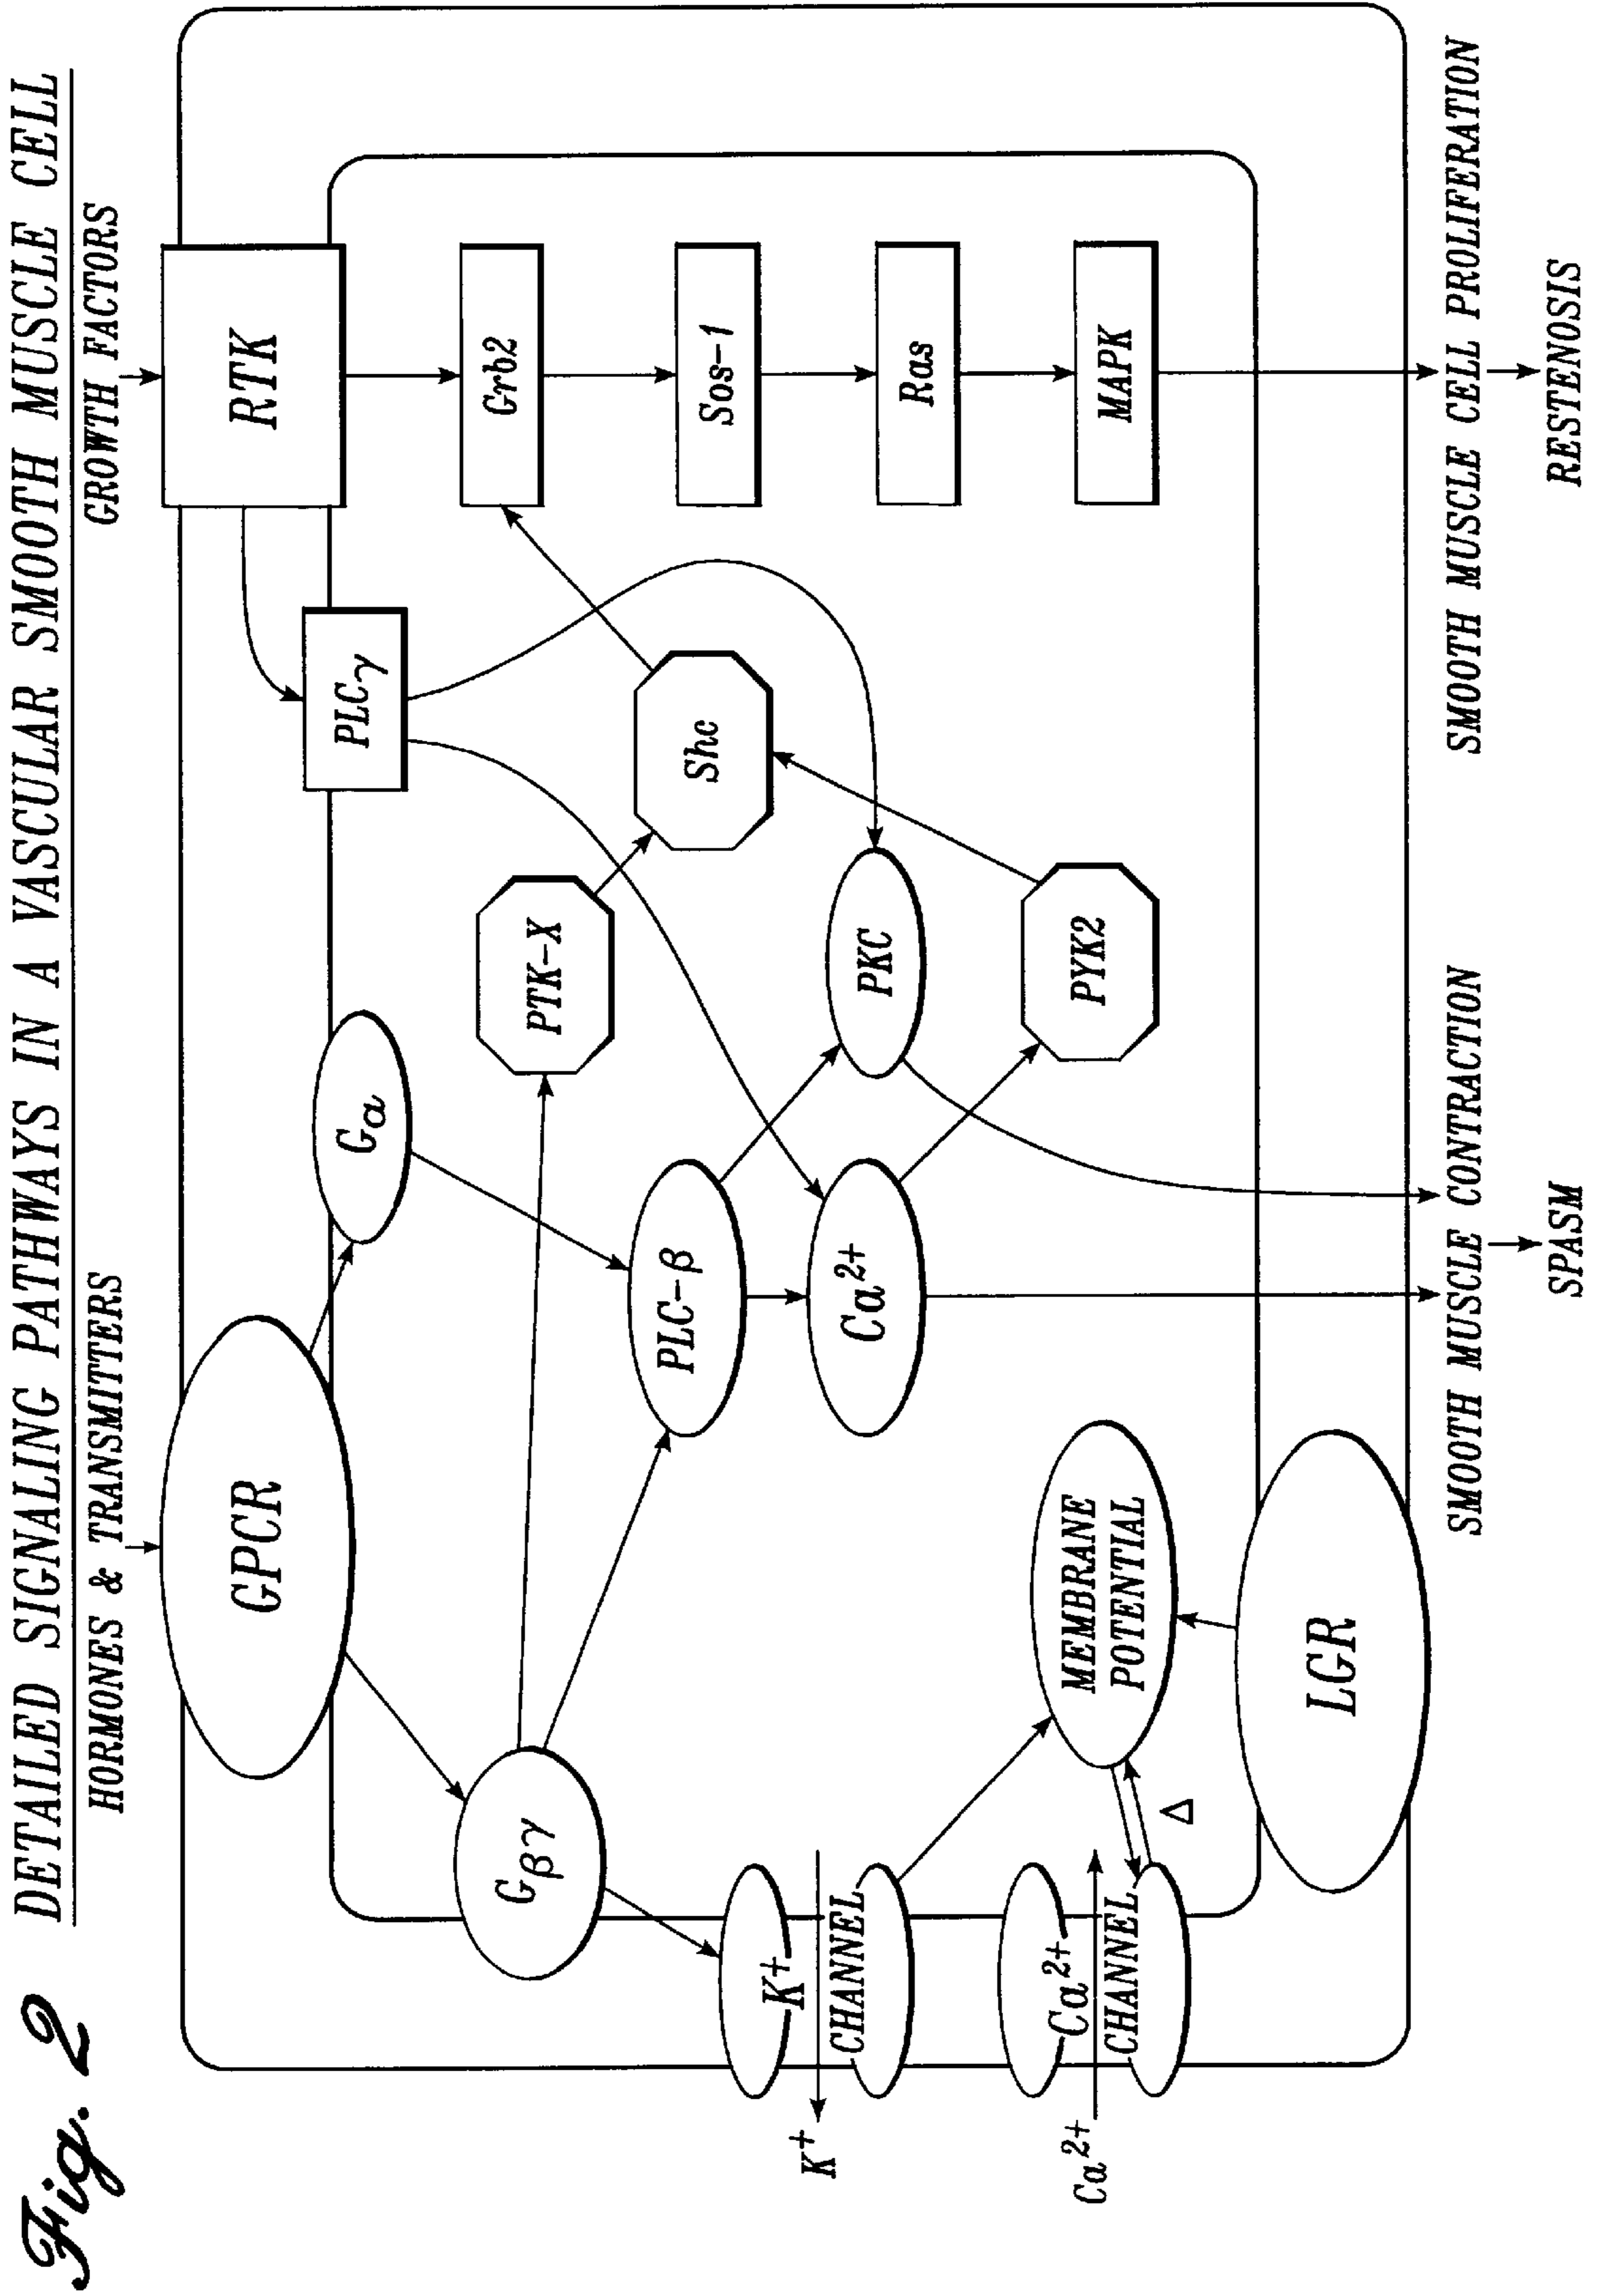 Fig. 2
DETAILED SIGNALING PATHWAYS IN A VASCULAR SMOOTH MUSCLE CELL
HORMONES & TRANSMITTERS
GROWTH FACTORS
GPCR
RTK
Gα
PLCγ
Gβγ
PTK-X
Grb2
PLC-β
Shc
Sos-1
K+
CHANNEL
K+
Ca2+
PKC
Ras
MEMBRANE
POTENTIAL
PYK2
MAPK
Ca2+
CHANNEL
Ca2+
Δ
LGR
SMOOTH MUSCLE CONTRACTION
SMOOTH MUSCLE CELL PROLIFERATION
SPASM
RESTENOSIS